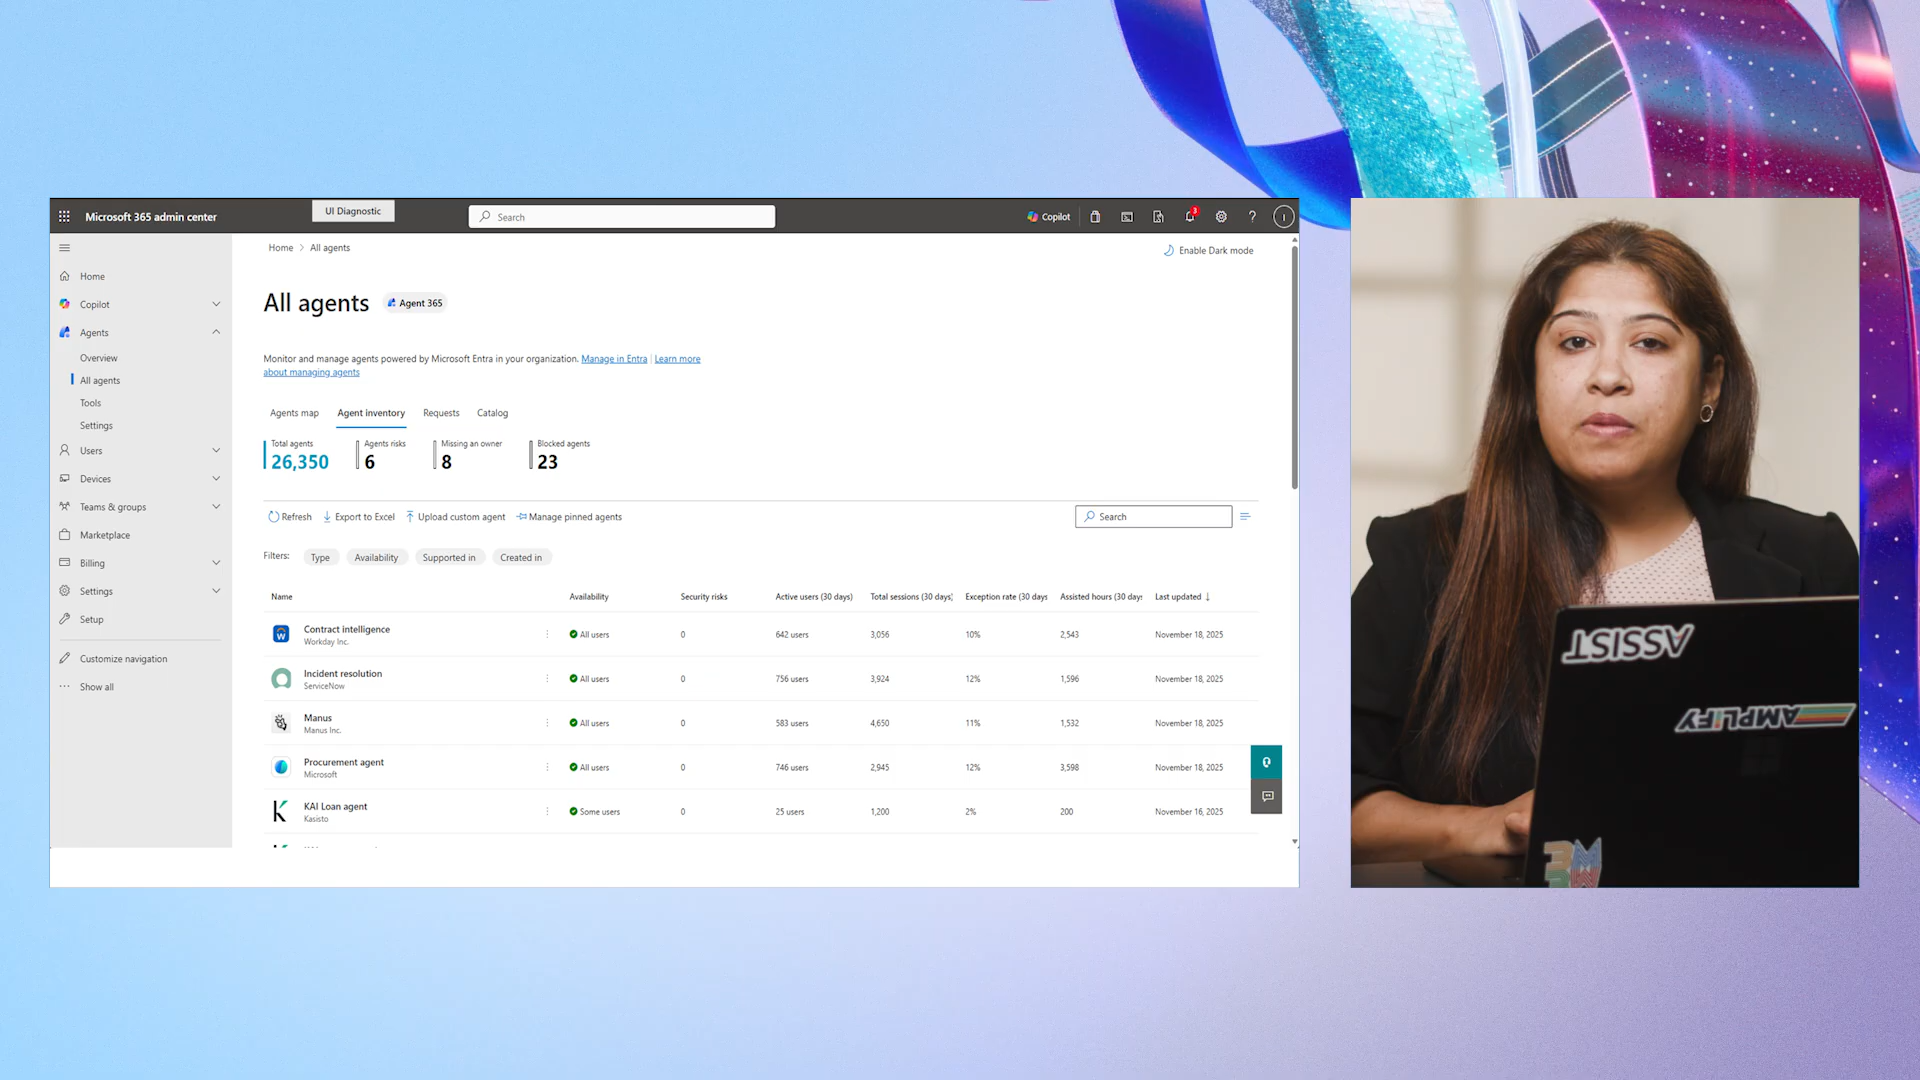 Microsoft 365 admin center
UI Diagnostic
Search
Copilot
3
?
I
Home
Copilot
Agents
Overview
All agents
Tools
Settings
Users
Devices
Teams & groups
Marketplace
Billing
Settings
Setup
Customize navigation
Show all
Home > All agents
Enable Dark mode
All agents
Agent 365
Monitor and manage agents powered by Microsoft Entra in your organization. Manage in Entra | Learn more
about managing agents
Agents map Agent inventory Requests Catalog
Total agents Agents risks Missing an owner Blocked agents
26,350 6 8 23
Refresh Export to Excel Upload custom agent Manage pinned agents Search
Filters: Type Availability Supported in Created in
Name Availability Security risks Active users (30 days) Total sessions (30 days) Exception rate (30 days Assisted hours (30 day: Last updated ↓
Contract intelligence All users 0 642 users 3,056 10% 2,543 November 18, 2025
Workday Inc.
Incident resolution All users 0 756 users 3,924 12% 1,596 November 18, 2025
ServiceNow
Manus All users 0 583 users 4,650 11% 1,532 November 18, 2025
Manus Inc.
Procurement agent All users 0 746 users 2,945 12% 3,598 November 18, 2025
Microsoft
KAI Loan agent Some users 0 25 users 1,200 2% 200 November 16, 2025
Kasisto
ASSIST
AMPLIFY